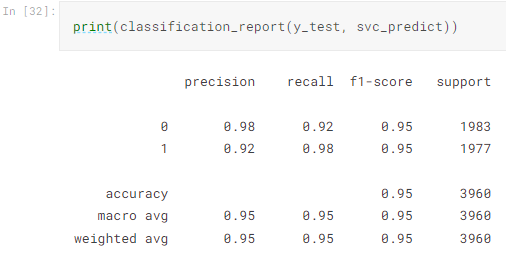 In [32]:
print(classification_report(y_test, svc_predict))
precision recall f1-score support
0 0.98 0.92 0.95 1983
1 0.92 0.98 0.95 1977
accuracy 0.95 3960
macro avg 0.95 0.95 0.95 3960
weighted avg 0.95 0.95 0.95 3960